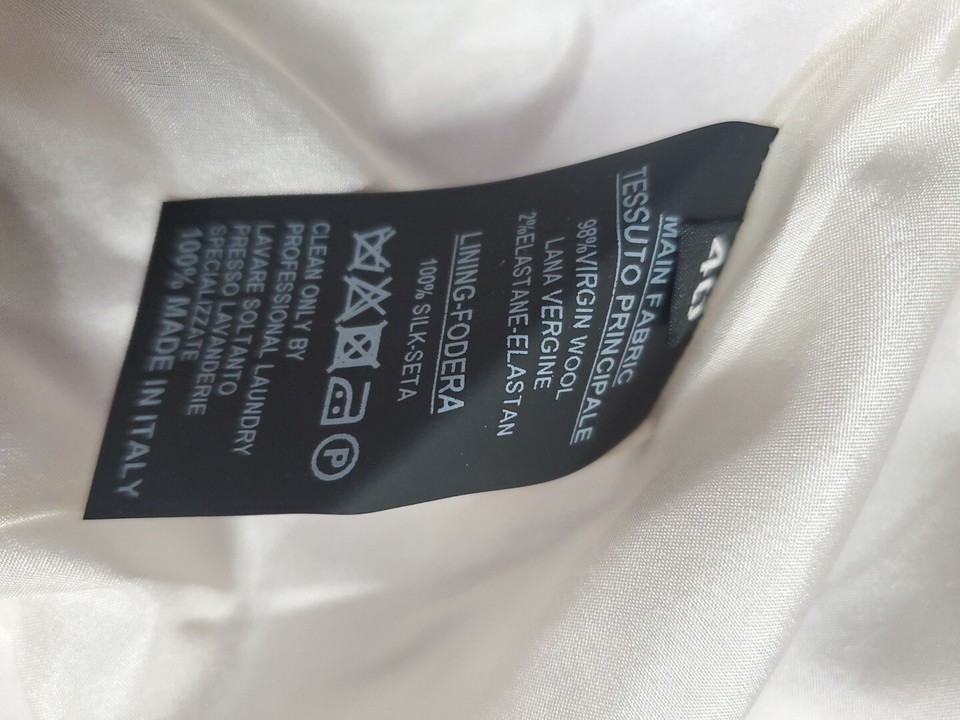 MAIN FABRIC
TESSUTO PRINCIPALE
98%VIRGIN WOOL
LANA VERGINE
2%ELASTANE-ELASTAN
LINING-FODERA
100% SILK-SETA
P
CLEAN ONLY BY
PROFESSIONAL LAUNDRY
LAVARE SOLTANTO
PRESSO LAVANDERIE
SPECIALIZZATE
100% MADE IN ITALY